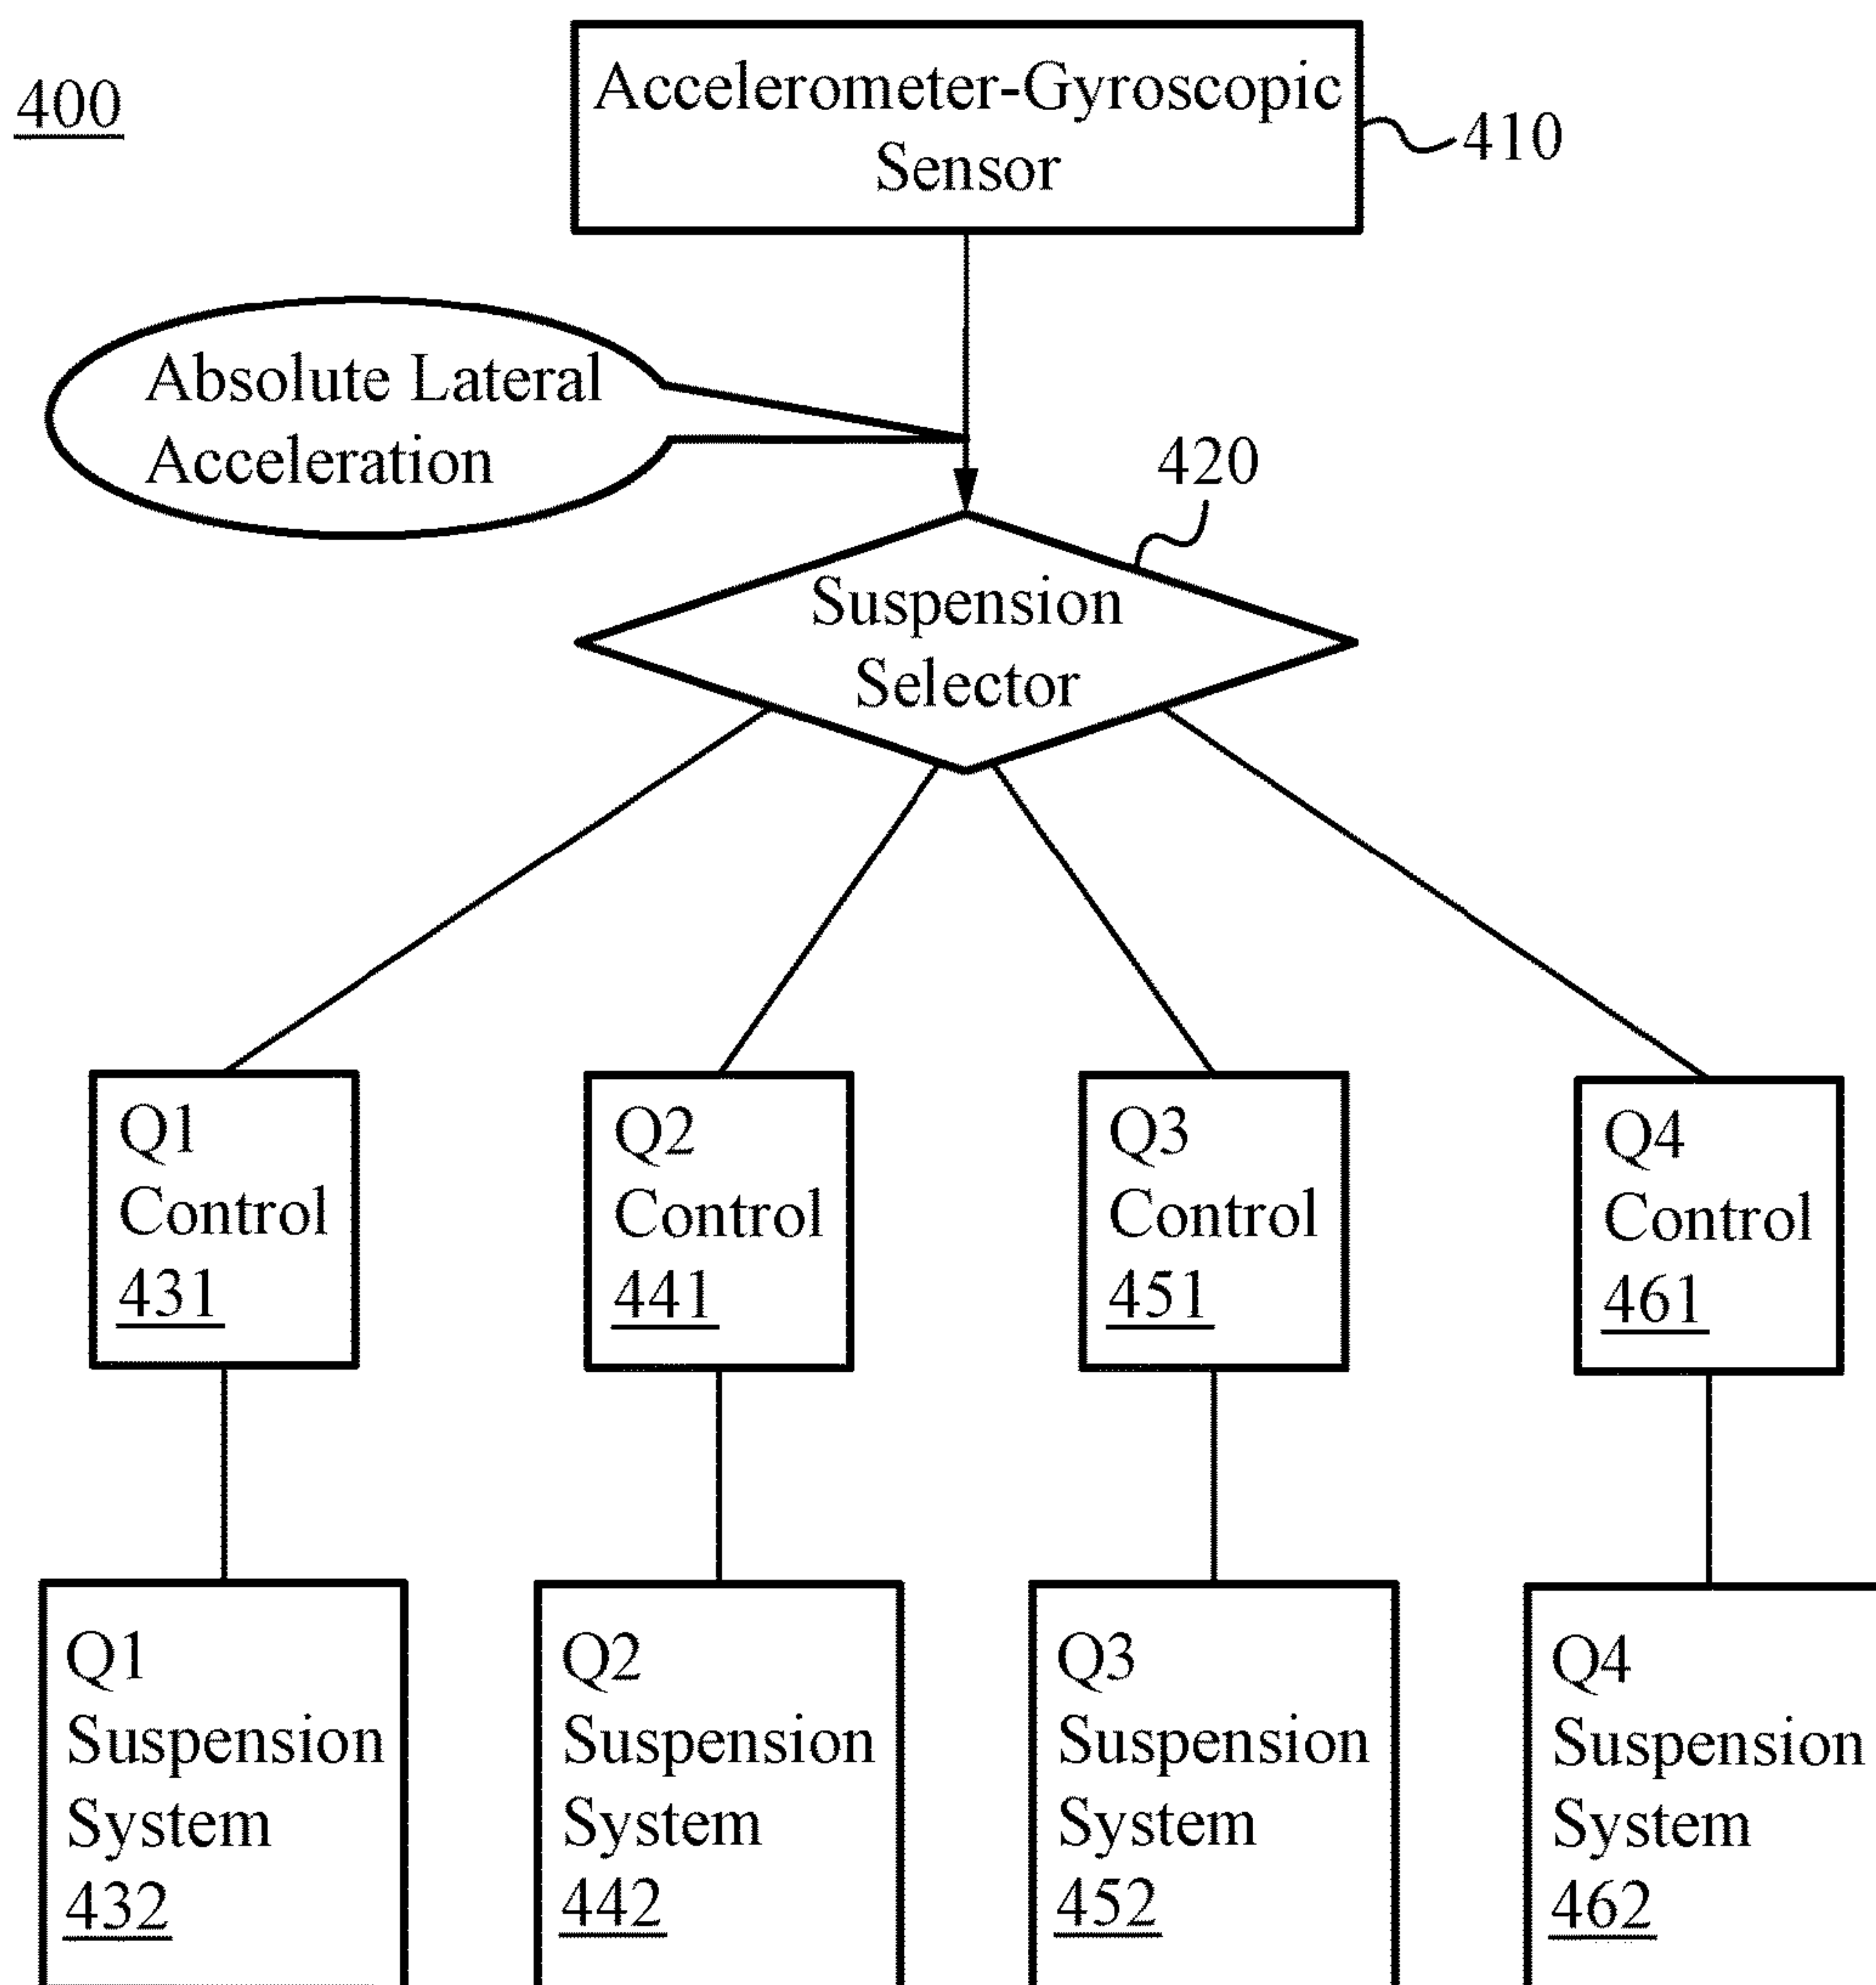 400
Accelerometer-Gyroscopic
Sensor
410
Absolute Lateral
Acceleration
420
Suspension
Selector
Q1
Control
431
Q2
Control
441
Q3
Control
451
Q4
Control
461
Q1
Suspension
System
432
Q2
Suspension
System
442
Q3
Suspension
System
452
Q4
Suspension
System
462